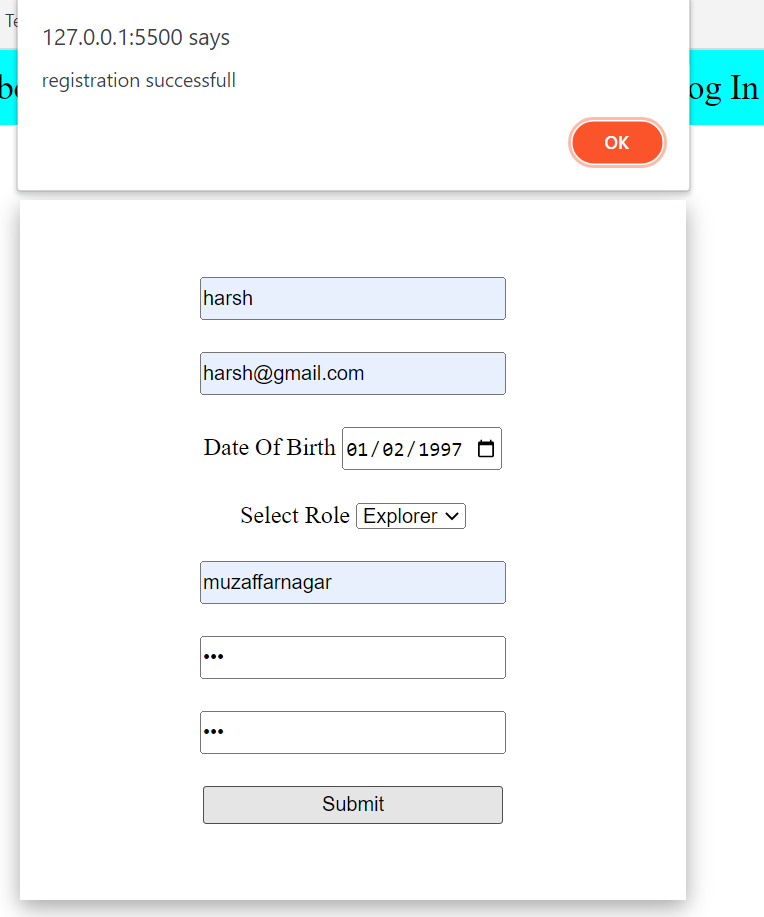 Te
127.0.0.1:5500 says
registration successfull
og In
OK
harsh
harsh@gmail.com
Date Of Birth 01/02/1997
Select Role Explorer
muzaffarnagar
•••
•••
Submit